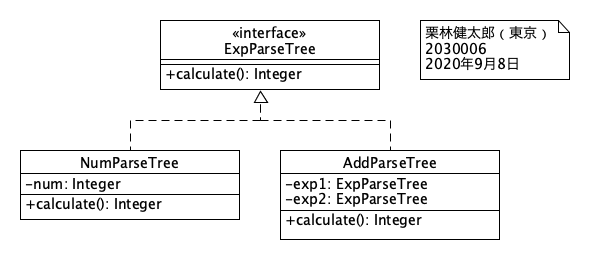 «interface»
ExpParseTree
+calculate(): Integer
栗林健太郎（東京）
2030006
2020年9月8日
NumParseTree
-num: Integer
+calculate(): Integer
AddParseTree
-exp1: ExpParseTree
-exp2: ExpParseTree
+calculate(): Integer